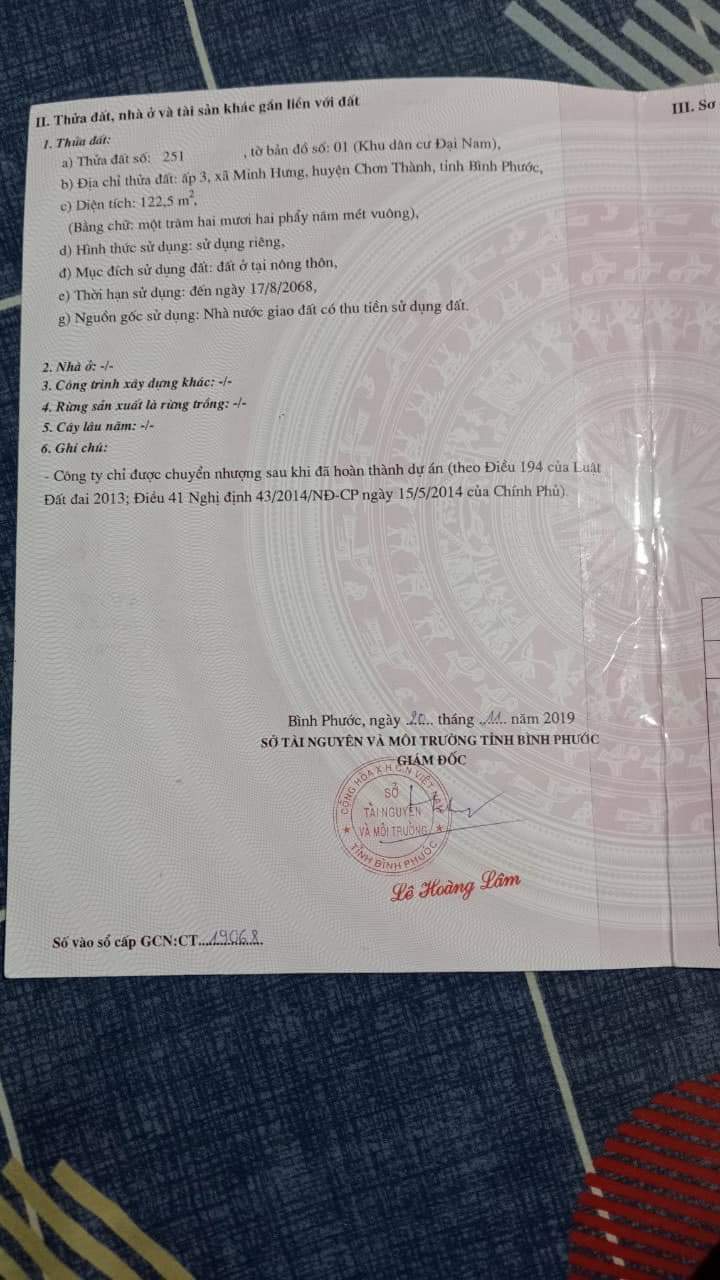 II. Thửa đất, nhà ở và tài sản khác gắn liền với đất
III. Sơ
1. Thửa đất:
a) Thửa đất số: 251 , tờ bản đồ số: 01 (Khu dân cư Đại Nam),
b) Địa chỉ thửa đất: ấp 3, xã Minh Hưng, huyện Chơn Thành, tỉnh Bình Phước,
c) Diện tích: 122,5 m²,
(Bằng chữ: một trăm hai mươi hai phẩy năm mét vuông),
d) Hình thức sử dụng: sử dụng riêng,
đ) Mục đích sử dụng đất: đất ở tại nông thôn,
e) Thời hạn sử dụng: đến ngày 17/8/2068,
g) Nguồn gốc sử dụng: Nhà nước giao đất có thu tiền sử dụng đất.
2. Nhà ở: -/-
3. Công trình xây dựng khác: -/-
4. Rừng sản xuất là rừng trồng: -/-
5. Cây lâu năm: -/-
6. Ghi chú:
- Công ty chỉ được chuyển nhượng sau khi đã hoàn thành dự án (theo Điều 194 của Luật
Đất đai 2013; Điều 41 Nghị định 43/2014/NĐ-CP ngày 15/5/2014 của Chính Phủ).
Bình Phước, ngày 20 tháng 11 năm 2019
SỞ TÀI NGUYÊN VÀ MÔI TRƯỜNG TỈNH BÌNH PHƯỚC
GIÁM ĐỐC
CỘNG HÒA X.H.C.N VIỆT NAM
SỞ
TÀI NGUYÊN
VÀ MÔI TRƯỜNG
TỈNH BÌNH PHƯỚC
Lê Hoàng Lâm
Số vào sổ cấp GCN:CT 19068